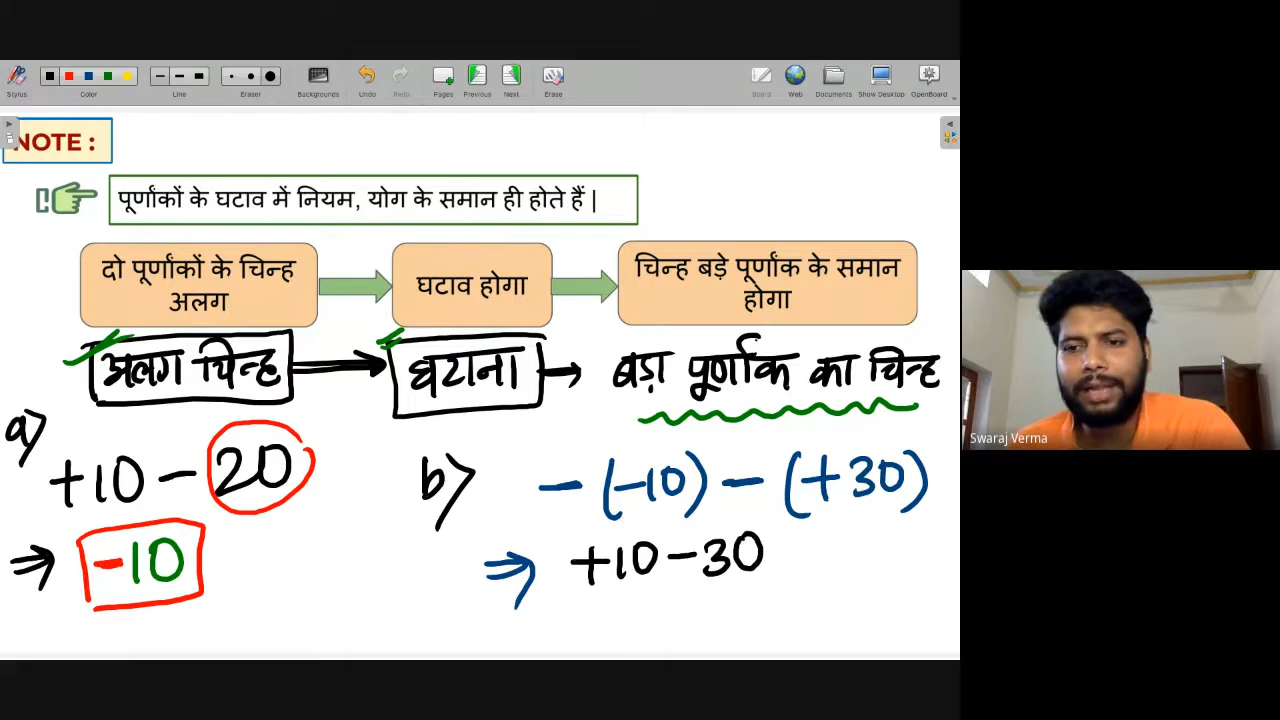 Stylus Color Line Eraser Backgrounds Undo Redo Pages Previous Next Erase Board Web Documents Show Desktop OpenBoard
NOTE :
पूर्णांकों के घटाव में नियम, योग के समान ही होते हैं |
दो पूर्णांकों के चिन्ह
अलग
घटाव होगा
चिन्ह बड़े पूर्णांक के समान
होगा
अलग चिन्ह घटाना बड़ा पूर्णांक का चिन्ह
Swaraj Verma
a)
+10 - 20
⇒ -10
b) - (-10) - (+30)
⇒ +10 - 30